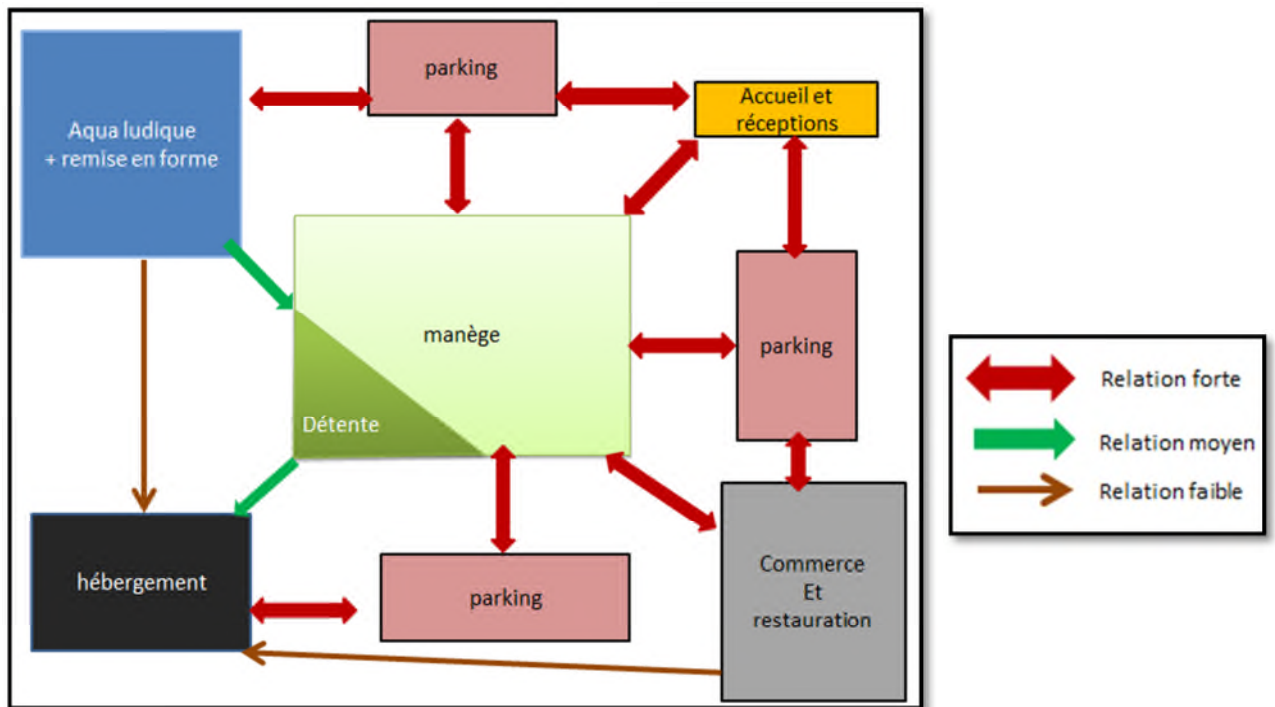 parking
Accueil et
réceptions
Aqua ludique
+ remise en forme
manège
parking
Détente
hébergement
parking
Commerce
Et
restauration
Relation forte
Relation moyen
Relation faible